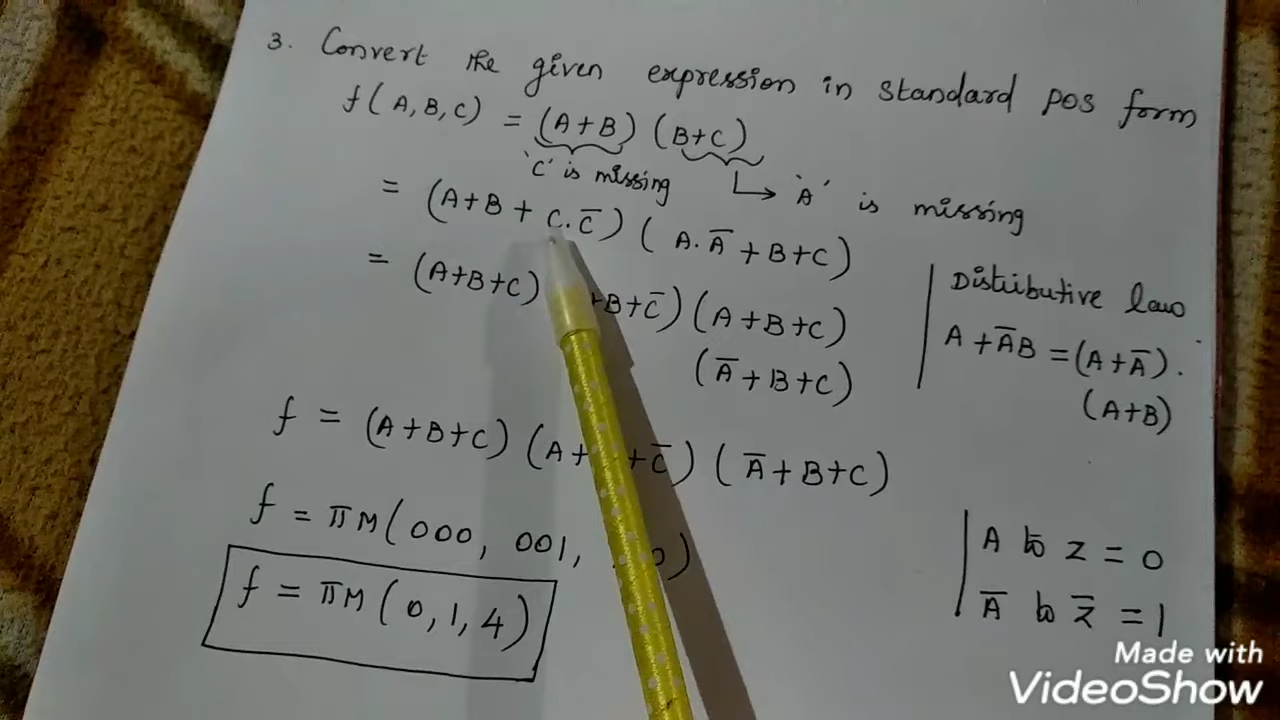 3. Convert the given expression in standard POS form
f(A,B,C) = (A+B) (B+C)
'C' is missing
'A' is missing
= (A+B+C.C̅) (A.A̅+B+C)
= (A+B+C) +B+C̅) (A+B+C)
(A̅+B+C)
Distributive law
A+A̅B = (A+A̅).
(A+B)
f = (A+B+C) (A+ +C̅) (A̅+B+C)
f = πM(000, 001, 0)
f = πM(0,1,4)
A to Z = 0
A̅ to Z̅ = 1
Made with
VideoShow